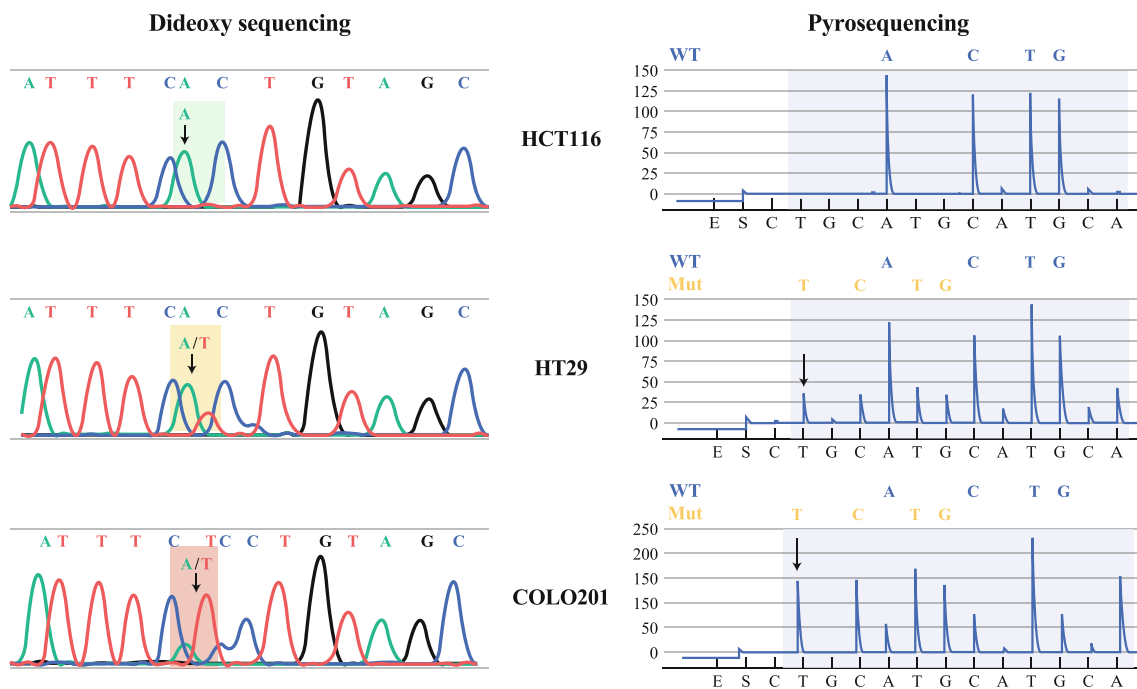 Dideoxy sequencing
Pyrosequencing
A T T T C A C T G T A G C
A
HCT116
WT A C T G
150
125
100
75
50
25
0
E S C T G C A T G C A T G C A
A T T T C A C T G T A G C
A/T
HT29
WT A C T G
Mut T C T G
150
125
100
75
50
25
0
E S C T G C A T G C A T G C A
A T T T C T C C T G T A G C
A/T
COLO201
WT A C T G
Mut T C T G
250
200
150
100
50
0
E S C T G C A T G C A T G C A